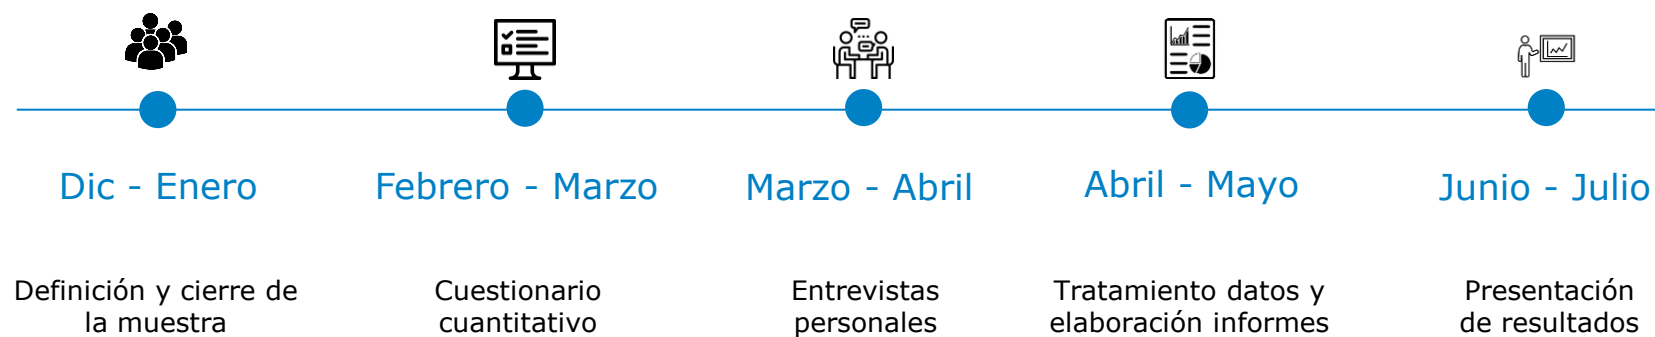 Dic - Enero
Definición y cierre de
la muestra
Febrero - Marzo
Cuestionario
cuantitativo
Marzo - Abril
Entrevistas
personales
Abril - Mayo
Tratamiento datos y
elaboración informes
Junio - Julio
Presentación
de resultados